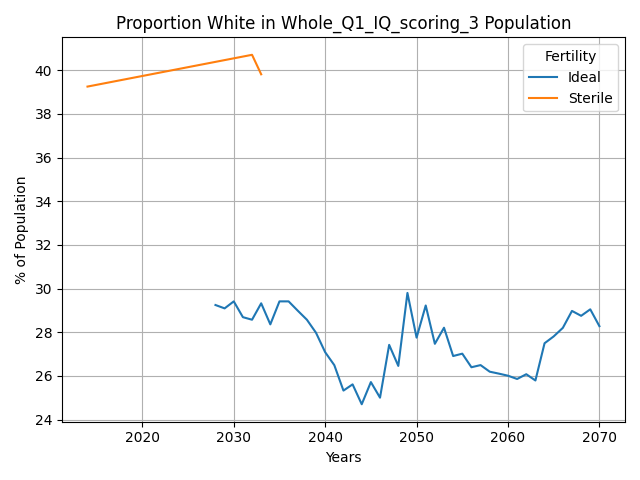 Proportion White in Whole_Q1_IQ_scoring_3 Population
Fertility
Ideal
Sterile
% of Population
40
38
36
34
32
30
28
26
24
2020 2030 2040 2050 2060 2070
Years